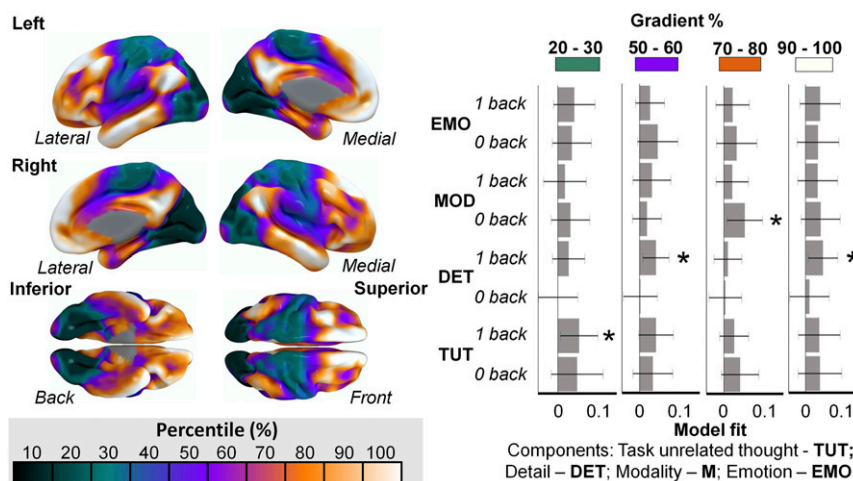 Left
Lateral
Medial
Right
Lateral
Medial
Inferior
Superior
Back
Front
Percentile (%)
10 20 30 40 50 60 70 80 90 100
Gradient %
20 - 30 50 - 60 70 - 80 90 - 100
EMO
1 back
0 back
MOD
1 back
0 back *
DET
1 back * *
0 back
TUT
1 back *
0 back
0 0.1 0 0.1 0 0.1 0 0.1
Model fit
Components: Task unrelated thought - TUT;
Detail – DET; Modality – M; Emotion – EMO